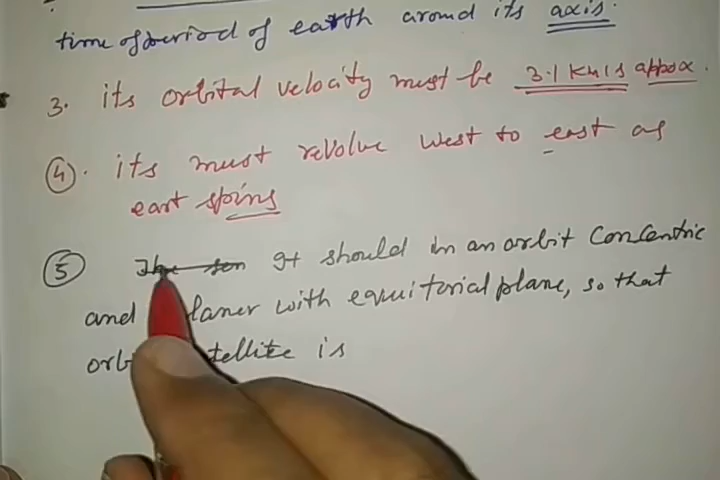 time of period of earth around its axis.
3. its orbital velocity must be 3.1 Km/s appox.
4. its must revolve west to east as
eart spins
5 It should in an orbit concentric
and laner with equitorial plane, so that
orb tellite is